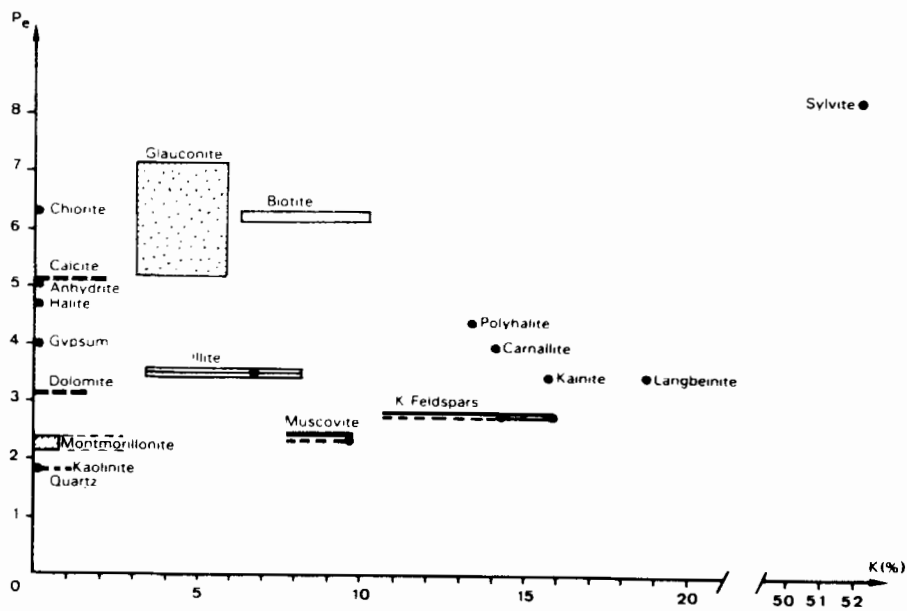 Pe
8
Sylvite
7
Glauconite
Biotite
Chlorite
6
Calcite
5
Anhydrite
Halite
Polyhalite
4
Gypsum
Carnallite
Illite
Kainite
Langbeinite
Dolomite
3
K Feldspars
Muscovite
Montmorillonite
2
Kaolinite
Quartz
1
0
5
10
15
20
50 51 52
K(%)